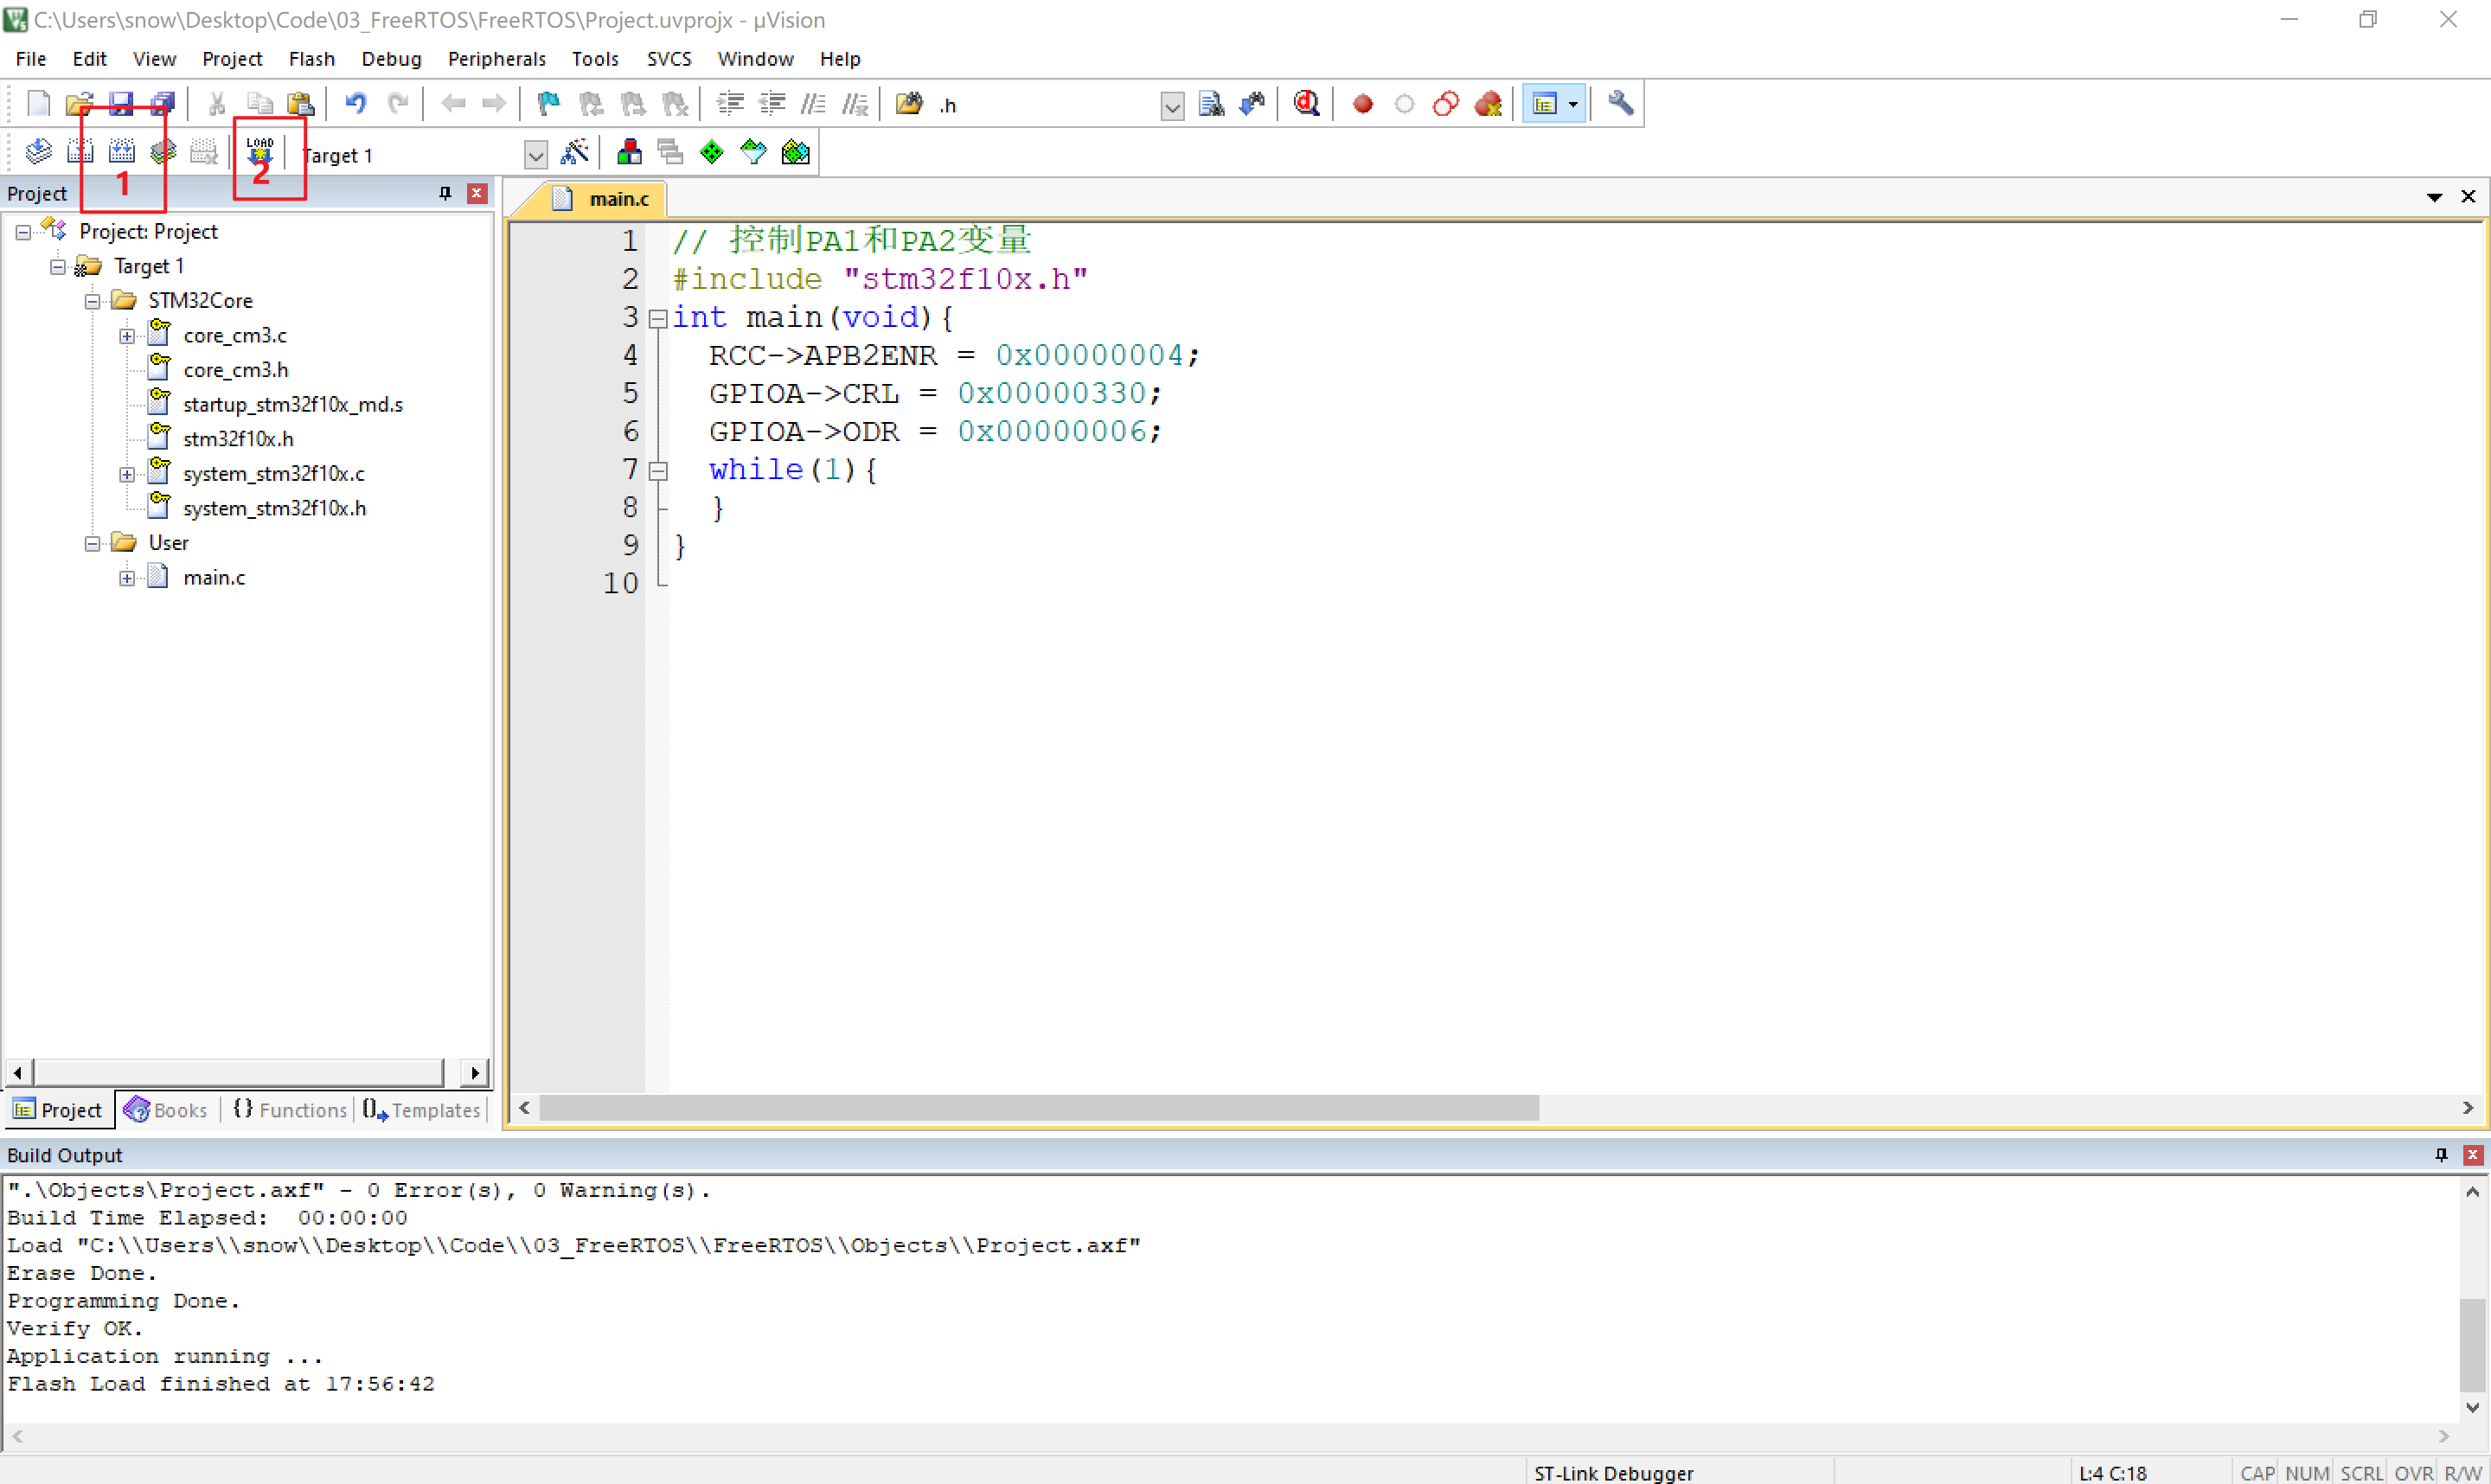 C:\Users\snow\Desktop\Code\03_FreeRTOS\FreeRTOS\Project.uvprojx - µVision
File Edit View Project Flash Debug Peripherals Tools SVCS Window Help
.h
LOAD
Target 1
1
2
Project
main.c
Project: Project
Target 1
STM32Core
core_cm3.c
core_cm3.h
startup_stm32f10x_md.s
stm32f10x.h
system_stm32f10x.c
system_stm32f10x.h
User
main.c
1 // 控制PA1和PA2变量
2 #include "stm32f10x.h"
3 int main(void){
4 RCC->APB2ENR = 0x00000004;
5 GPIOA->CRL = 0x00000330;
6 GPIOA->ODR = 0x00000006;
7 while(1){
8 }
9 }
10
Project Books {} Functions Templates
Build Output
".\Objects\Project.axf" - 0 Error(s), 0 Warning(s).
Build Time Elapsed:  00:00:00
Load "C:\\Users\\snow\\Desktop\\Code\\03_FreeRTOS\\FreeRTOS\\Objects\\Project.axf"
Erase Done.
Programming Done.
Verify OK.
Application running ...
Flash Load finished at 17:56:42
ST-Link Debugger
L:4 C:18
CAP NUM SCRL OVR R/W